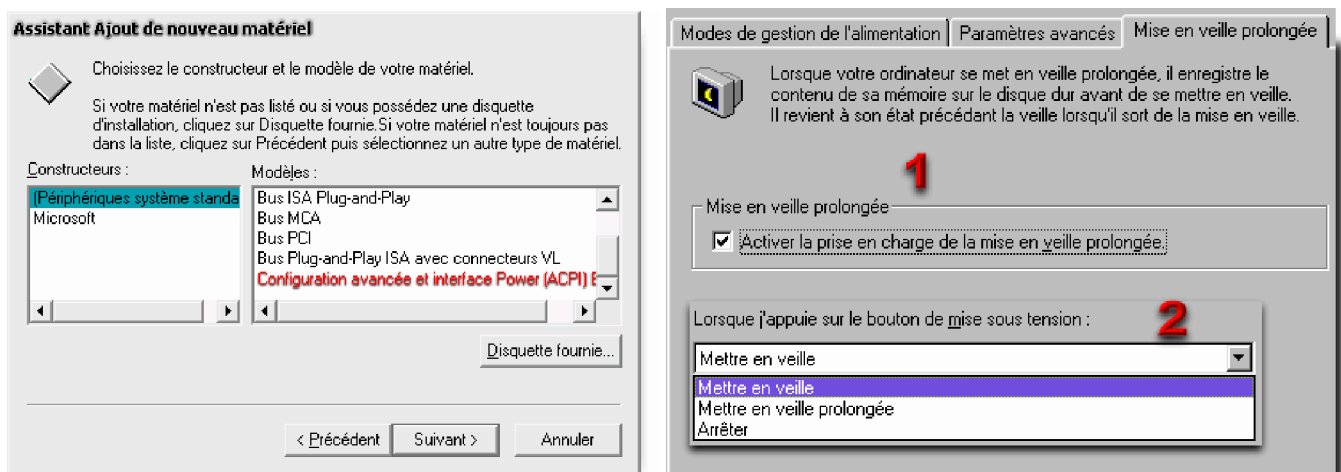 Assistant Ajout de nouveau matériel
Choisissez le constructeur et le modèle de votre matériel.
Si votre matériel n'est pas listé ou si vous possédez une disquette
d'installation, cliquez sur Disquette fournie.Si votre matériel n'est toujours pas
dans la liste, cliquez sur Précédent puis sélectionnez un autre type de matériel.
Constructeurs :
(Périphériques système standa
Microsoft
Modèles :
Bus ISA Plug-and-Play
Bus MCA
Bus PCI
Bus Plug-and-Play ISA avec connecteurs VL
Configuration avancée et interface Power (ACPI) B
Disquette fournie...
< Précédent
Suivant >
Annuler
Modes de gestion de l'alimentation
Paramètres avancés
Mise en veille prolongée
Lorsque votre ordinateur se met en veille prolongée, il enregistre le
contenu de sa mémoire sur le disque dur avant de se mettre en veille.
Il revient à son état précédant la veille lorsqu'il sort de la mise en veille.
1
Mise en veille prolongée
Activer la prise en charge de la mise en veille prolongée.
Lorsque j'appuie sur le bouton de mise sous tension :
2
Mettre en veille
Mettre en veille
Mettre en veille prolongée
Arrêter